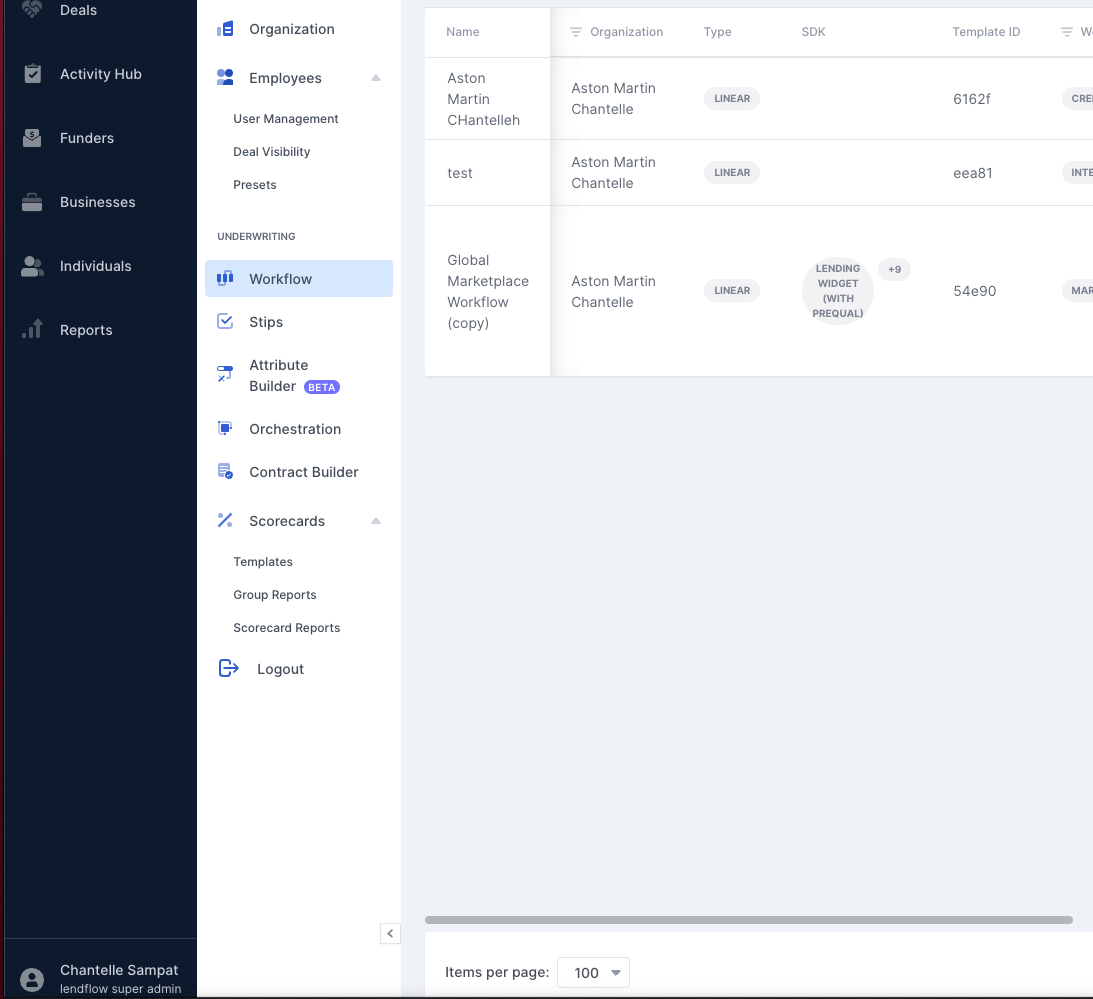 Deals
Activity Hub
Funders
Businesses
Individuals
Reports
Chantelle Sampat
lendflow super admin
Organization
Employees
User Management
Deal Visibility
Presets
UNDERWRITING
Workflow
Stips
Attribute
Builder BETA
Orchestration
Contract Builder
Scorecards
Templates
Group Reports
Scorecard Reports
Logout
Name Organization Type SDK Template ID
Aston
Martin
CHantelleh
Aston Martin
Chantelle
LINEAR
6162f
CRE
test
Aston Martin
Chantelle
LINEAR
eea81
INTE
Global
Marketplace
Workflow
(copy)
Aston Martin
Chantelle
LINEAR
LENDING
WIDGET
(WITH
PREQUAL)
+9
54e90
MAR
Items per page: 100